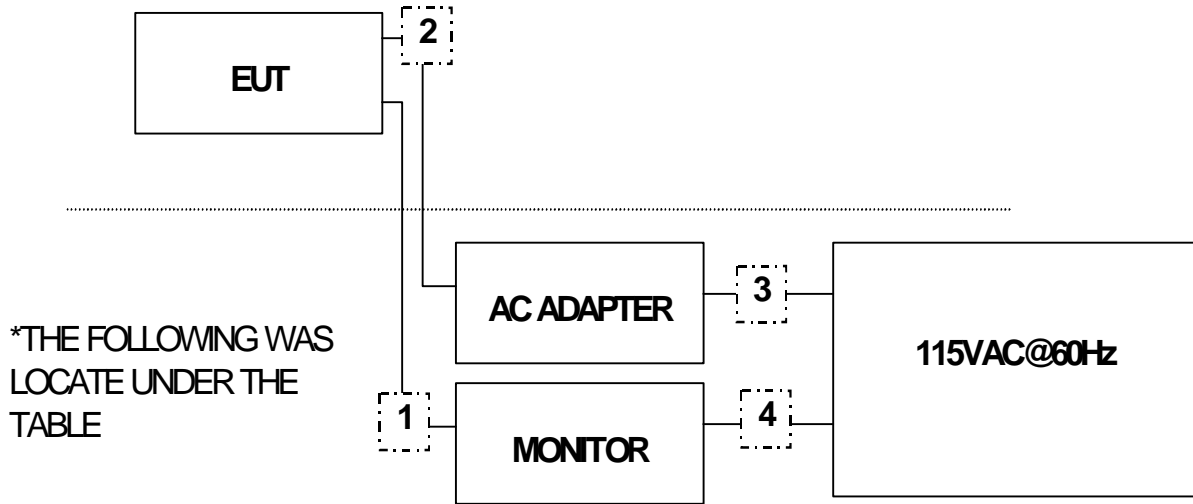 2
EUT
AC ADAPTER
3
115VAC@60Hz
*THE FOLLOWING WAS
LOCATE UNDER THE
TABLE
1
MONITOR
4